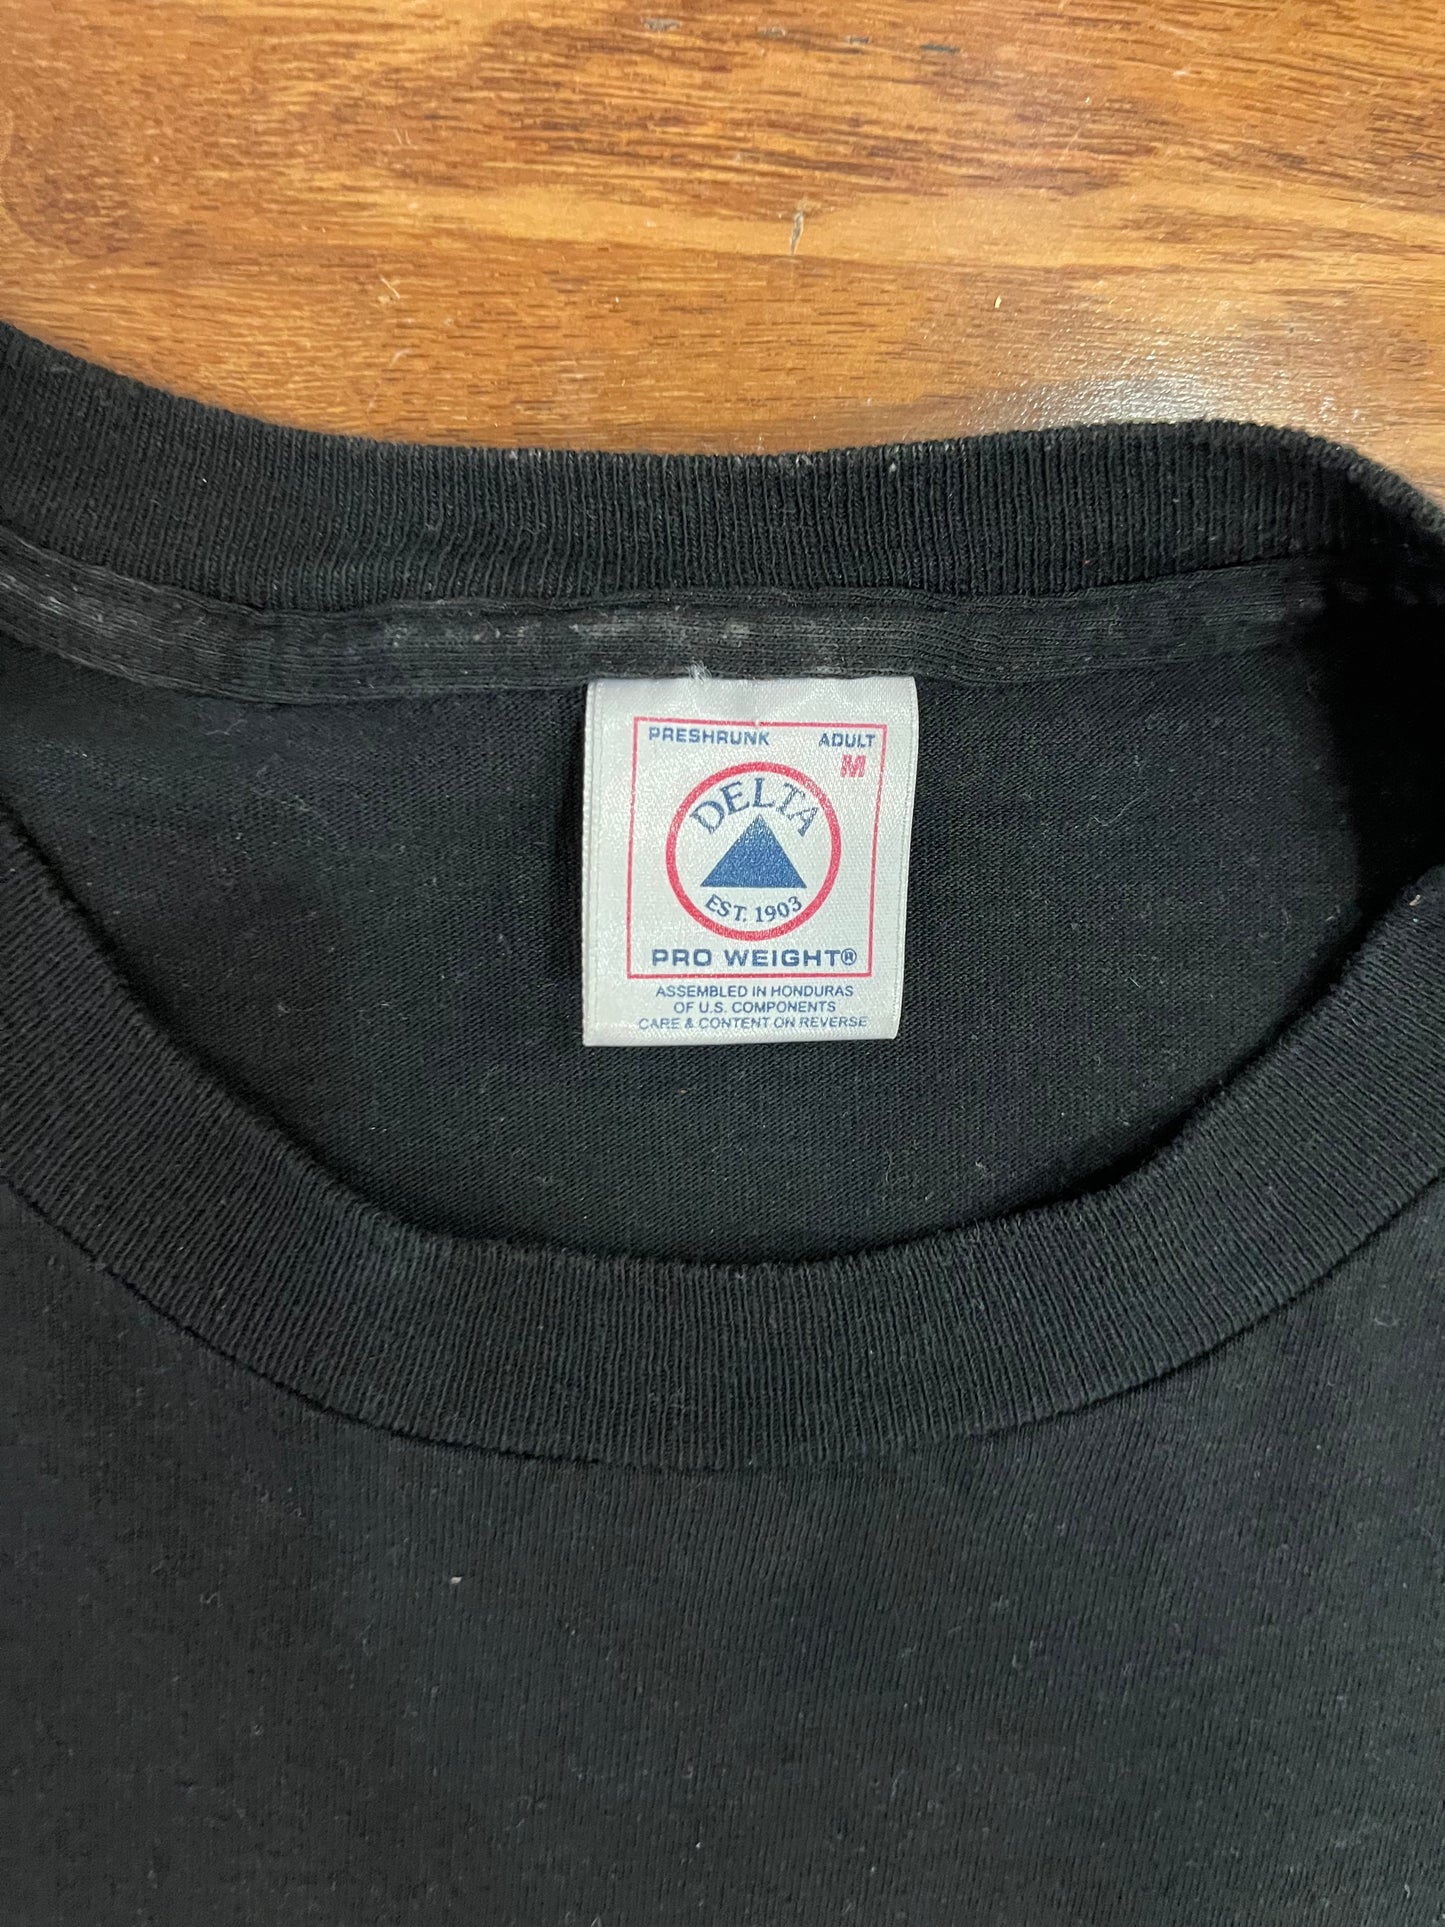 PRESHRUNK ADULT
M
DELTA
EST. 1903
PRO WEIGHT®
ASSEMBLED IN HONDURAS
OF U.S. COMPONENTS
CARE & CONTENT ON REVERSE